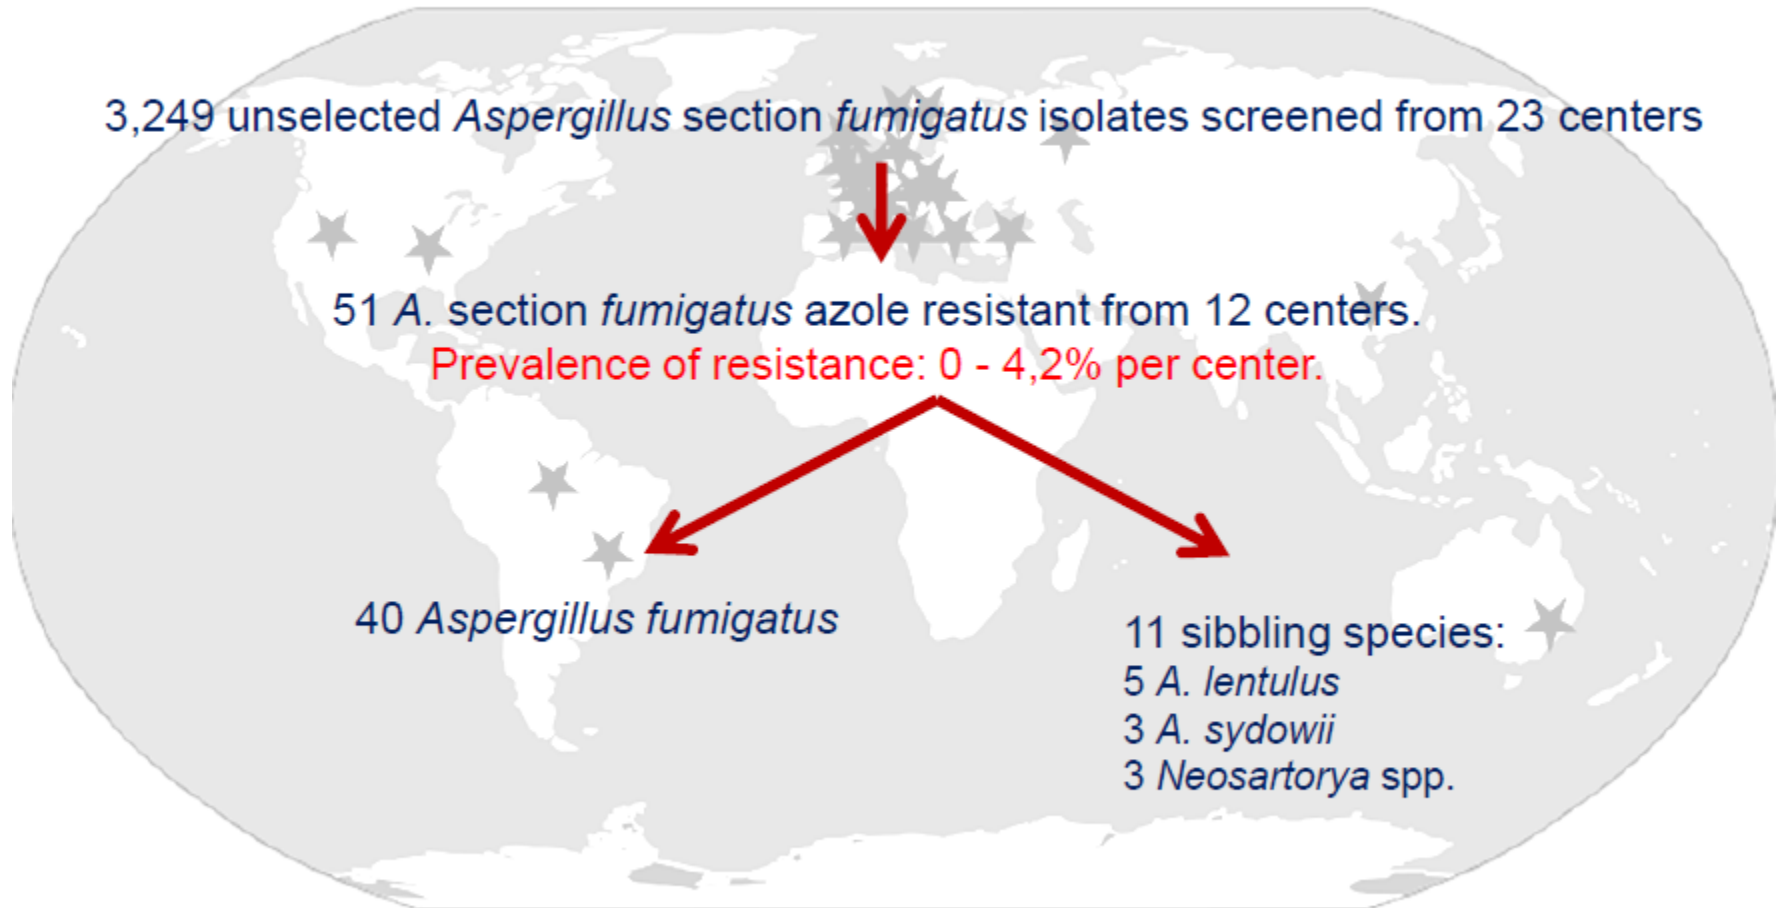 3,249 unselected Aspergillus section fumigatus isolates screened from 23 centers
51 A. section fumigatus azole resistant from 12 centers.
Prevalence of resistance: 0 - 4,2% per center.
40 Aspergillus fumigatus
11 sibbling species:
5 A. lentulus
3 A. sydowii
3 Neosartorya spp.